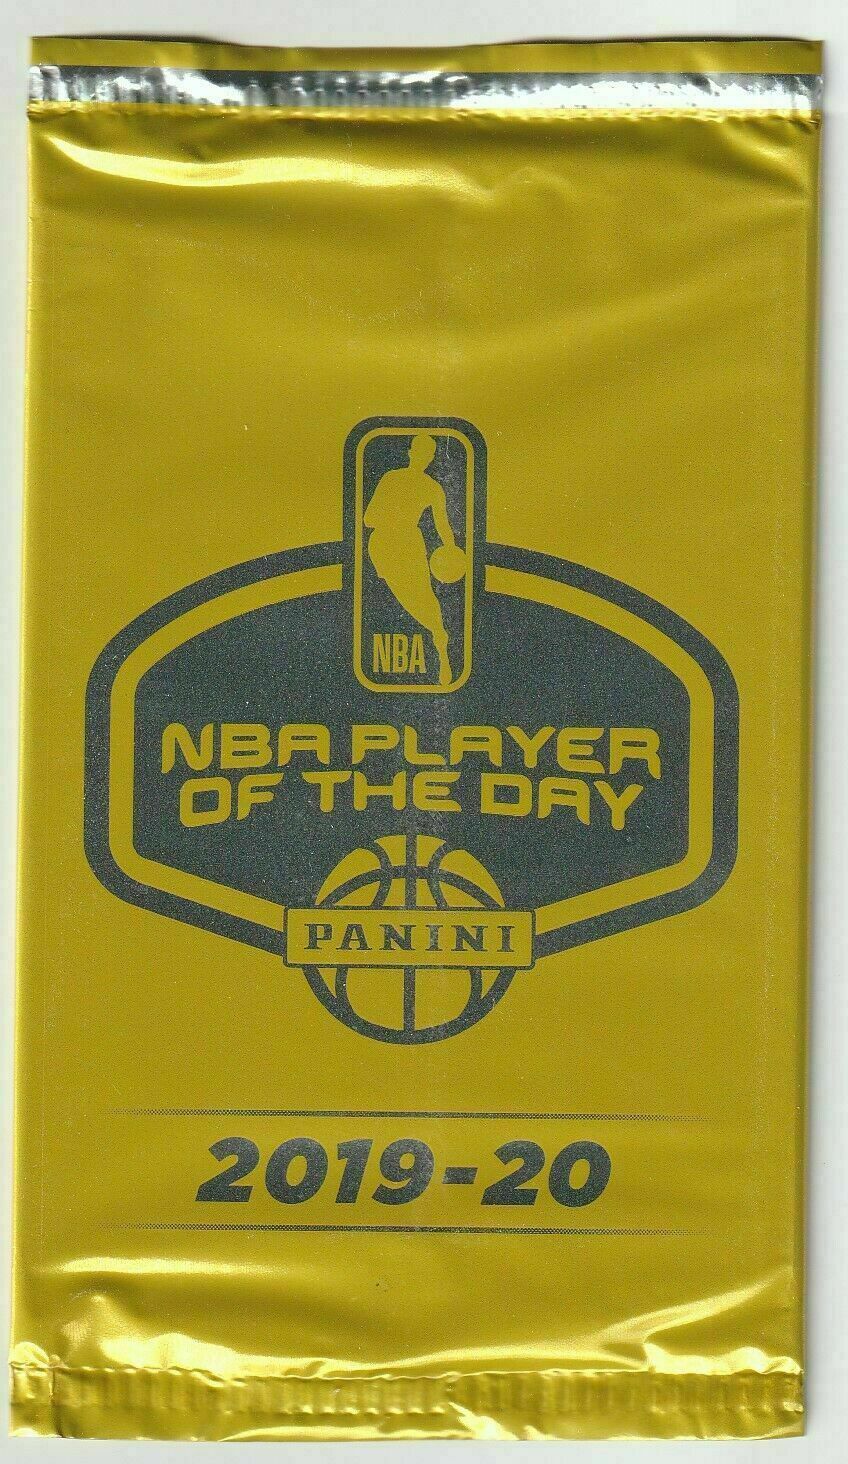 NBA
NBA PLAYER
OF THE DAY
PANINI
2019-20